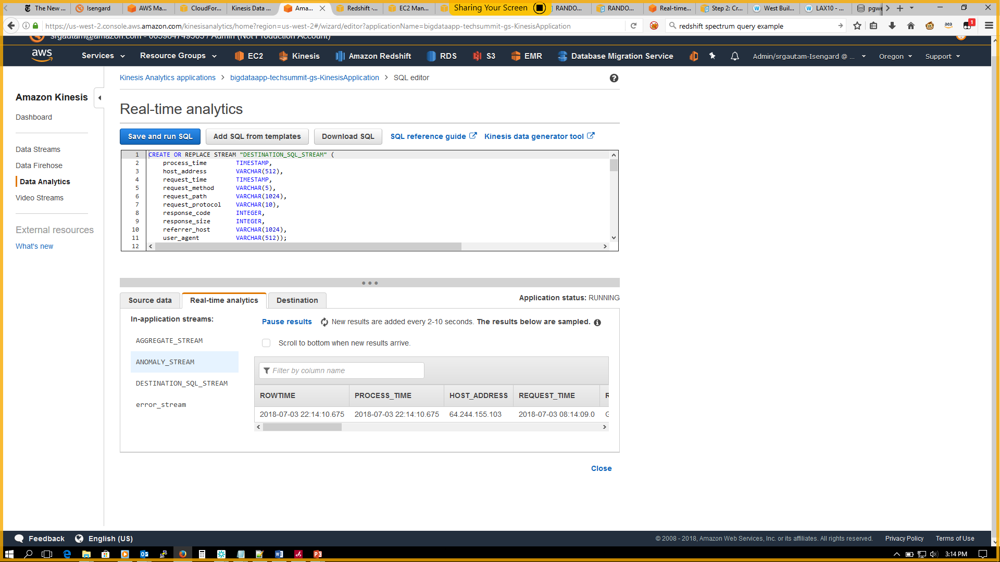 The New ...
Isengard
AWS Ma...
CloudFor...
Kinesis Data ...
Ama...
Redshift -...
EC2 Man...
Sharing Your Screen
RANDO...
RANDO...
Real-time...
Step 2: Cr...
West Buil...
LAX10 - ...
pgwe
https://us-west-2.console.aws.amazon.com/kinesisanalytics/home?region=us-west-2#/wizard/editor?applicationName=bigdataapp-techsummit-gs-KinesisApplication
redshift spectrum query example
aea
1
aws
Services
Resource Groups
EC2
Kinesis
Amazon Redshift
RDS
S3
EMR
Database Migration Service
Admin/srgautam-Isengard @ ...
Oregon
Support
Amazon Kinesis
Dashboard
Data Streams
Data Firehose
Data Analytics
Video Streams
External resources
What's new
Kinesis Analytics applications > bigdataapp-techsummit-gs-KinesisApplication > SQL editor
Real-time analytics
Save and run SQL
Add SQL from templates
Download SQL
SQL reference guide
Kinesis data generator tool
1 CREATE OR REPLACE STREAM "DESTINATION_SQL_STREAM" (
2 process_time TIMESTAMP,
3 host_address VARCHAR(512),
4 request_time TIMESTAMP,
5 request_method VARCHAR(5),
6 request_path VARCHAR(1024),
7 request_protocol VARCHAR(10),
8 response_code INTEGER,
9 response_size INTEGER,
10 referrer_host VARCHAR(1024),
11 user_agent VARCHAR(512));
12
Source data
Real-time analytics
Destination
Application status: RUNNING
In-application streams:
AGGREGATE_STREAM
ANOMALY_STREAM
DESTINATION_SQL_STREAM
error_stream
Pause results
New results are added every 2-10 seconds. The results below are sampled.
Scroll to bottom when new results arrive.
Filter by column name
ROWTIME PROCESS_TIME HOST_ADDRESS REQUEST_TIME
2018-07-03 22:14:10.675 2018-07-03 22:14:10.675 64.244.155.103 2018-07-03 08:14:09.0
Close
Feedback
English (US)
© 2008 - 2018, Amazon Web Services, Inc. or its affiliates. All rights reserved.
Privacy Policy
Terms of Use
3:14 PM